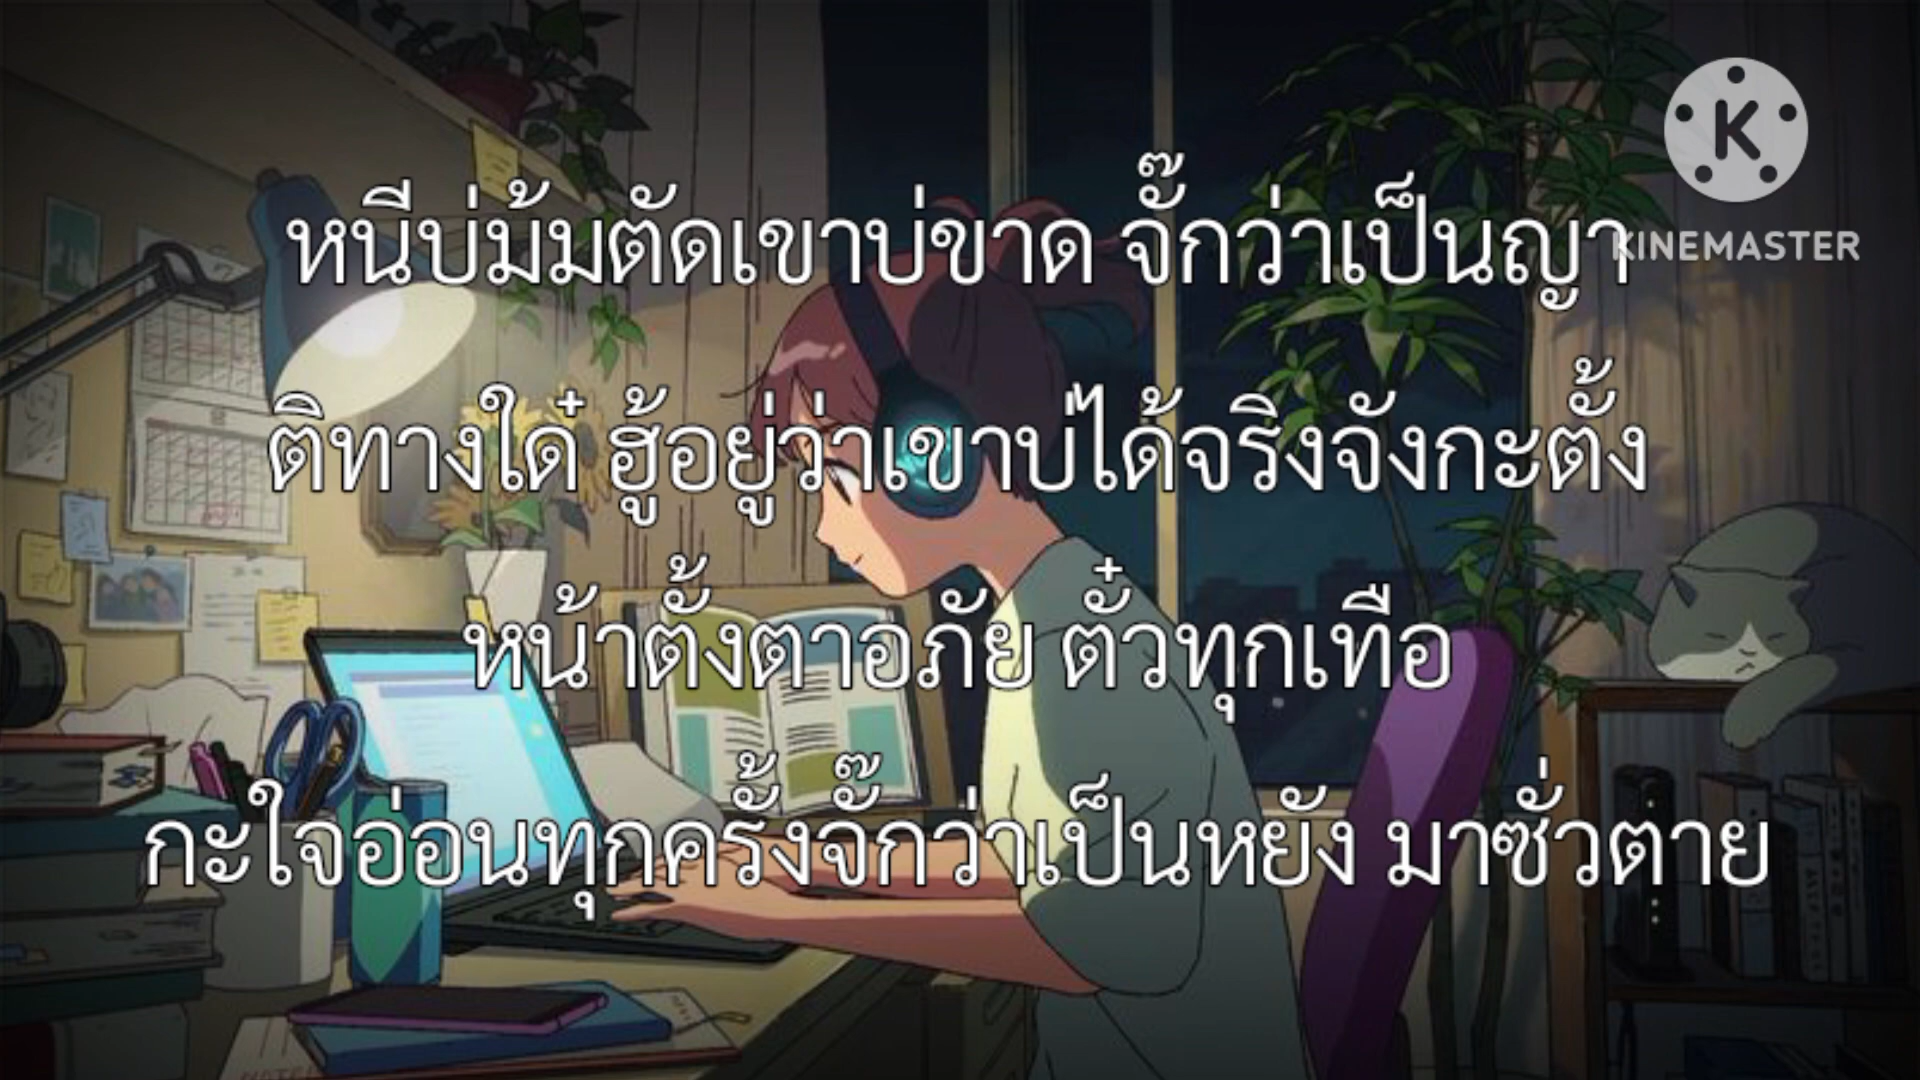 หนีบ่ม้มตัดเขาบ่ขาด จั๊กว่าเป็นญา
ติทางใด๋ ฮู้อยู่ว่าเขาบ่ได้จริงจังกะตั้ง
หน้าตั้งตาอภัย ตั๋วทุกเทือ
กะใจอ่อนทุกครั้งจั๊กว่าเป็นหยัง มาซั่วตาย
K
KINEMASTER